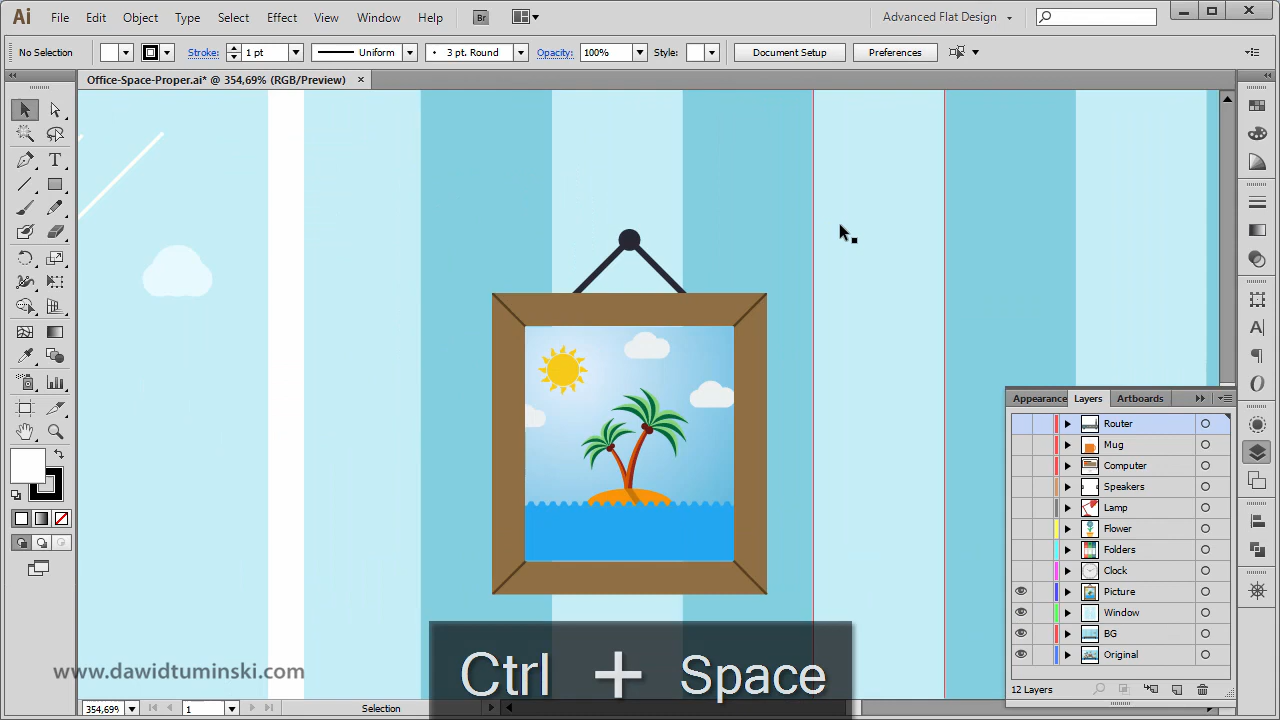 Ai File Edit Object Type Select Effect View Window Help Br Advanced Flat Design
No Selection Stroke: 1 pt Uniform 3 pt. Round Opacity: 100% Style: Document Setup Preferences
Office-Space-Proper.ai* @ 354,69% (RGB/Preview)
Appearance Layers Artboards
Router
Mug
Computer
Speakers
Lamp
Flower
Folders
Clock
Picture
Window
BG
Original
12 Layers
Ctrl + Space
www.dawidtuminski.com
354,69% 1 Selection